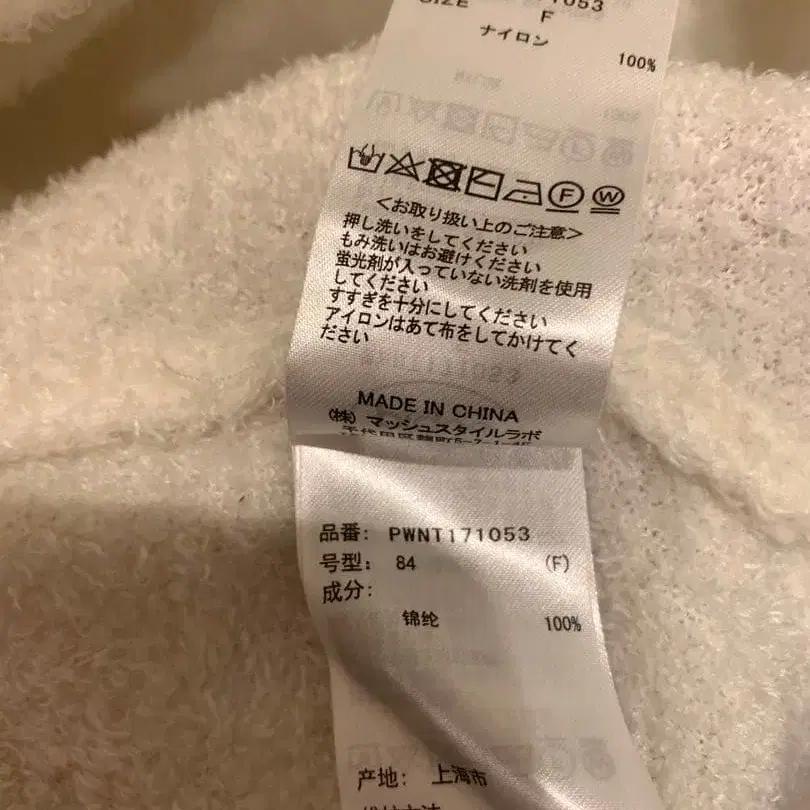 SIZE F
ナイロン
100%
F W
<お取り扱い上のご注意>
押し洗いをしてください
もみ洗いはお避けください
蛍光剤が入っていない洗剤を使用
してください
すすぎを十分にしてください
アイロンはあて布をしてかけてく
ださい
MADE IN CHINA
(株) マッシュスタイルラボ
品番: PWNT171053
号型: 84 (F)
成分:
锦纶 100%
产地: 上海市